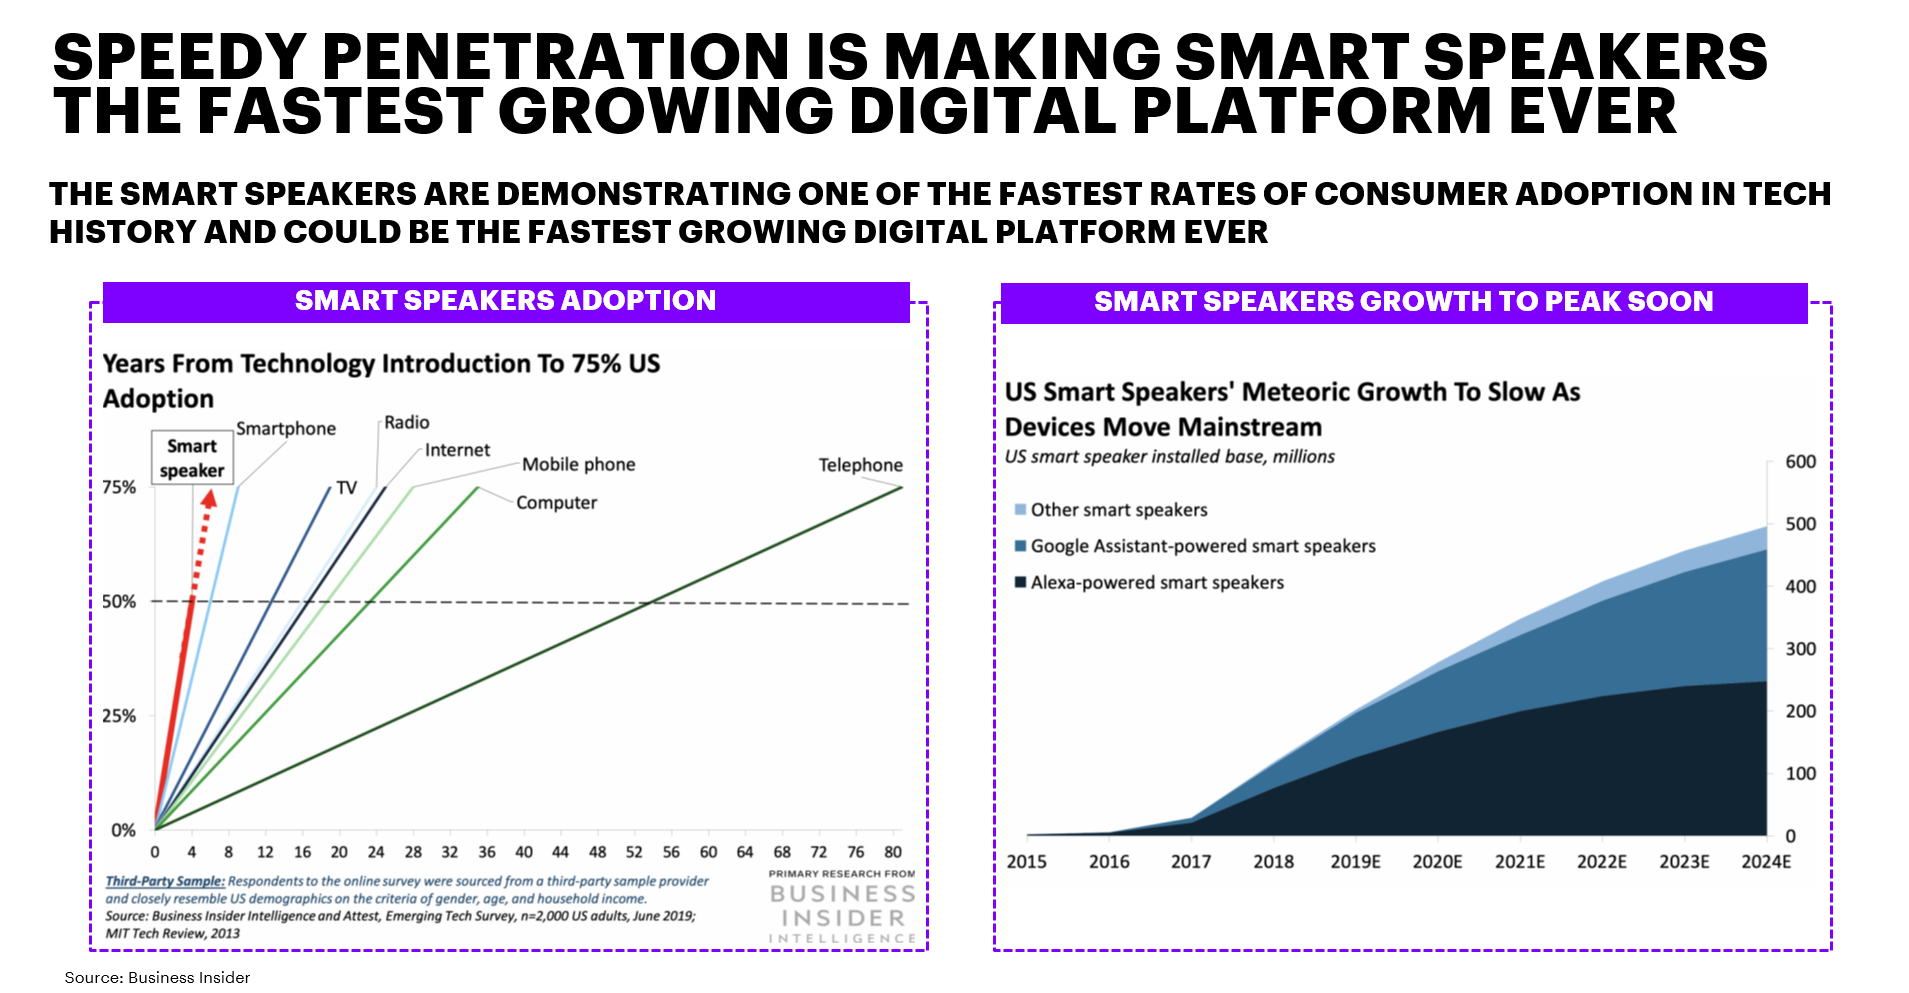 SPEEDY PENETRATION IS MAKING SMART SPEAKERS
THE FASTEST GROWING DIGITAL PLATFORM EVER
THE SMART SPEAKERS ARE DEMONSTRATING ONE OF THE FASTEST RATES OF CONSUMER ADOPTION IN TECH
HISTORY AND COULD BE THE FASTEST GROWING DIGITAL PLATFORM EVER
SMART SPEAKERS ADOPTION
Years From Technology Introduction To 75% US
Adoption
Smart
speaker
Smartphone
Radio
Internet
Mobile phone
Telephone
TV
Computer
75%
50%
25%
0%
0 4 8 12 16 20 24 28 32 36 40 44 48 52 56 60 64 68 72 76 80
Third-Party Sample: Respondents to the online survey were sourced from a third-party sample provider
and closely resemble US demographics on the criteria of gender, age, and household income.
Source: Business Insider Intelligence and Attest, Emerging Tech Survey, n=2,000 US adults, June 2019;
MIT Tech Review, 2013
PRIMARY RESEARCH FROM
BUSINESS
INSIDER
INTELLIGENCE
SMART SPEAKERS GROWTH TO PEAK SOON
US Smart Speakers' Meteoric Growth To Slow As
Devices Move Mainstream
US smart speaker installed base, millions
Other smart speakers
Google Assistant-powered smart speakers
Alexa-powered smart speakers
600
500
400
300
200
100
0
2015 2016 2017 2018 2019E 2020E 2021E 2022E 2023E 2024E
Source: Business Insider